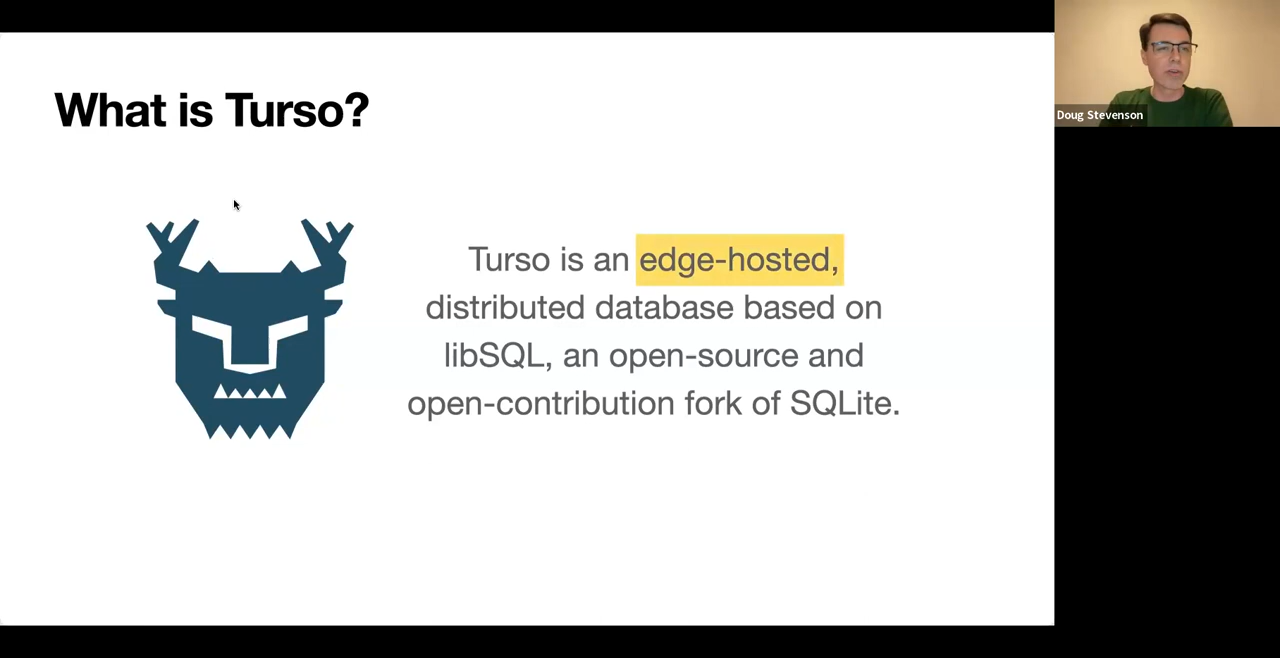 What is Turso?
Turso is an edge-hosted,
distributed database based on
libSQL, an open-source and
open-contribution fork of SQLite.
Doug Stevenson